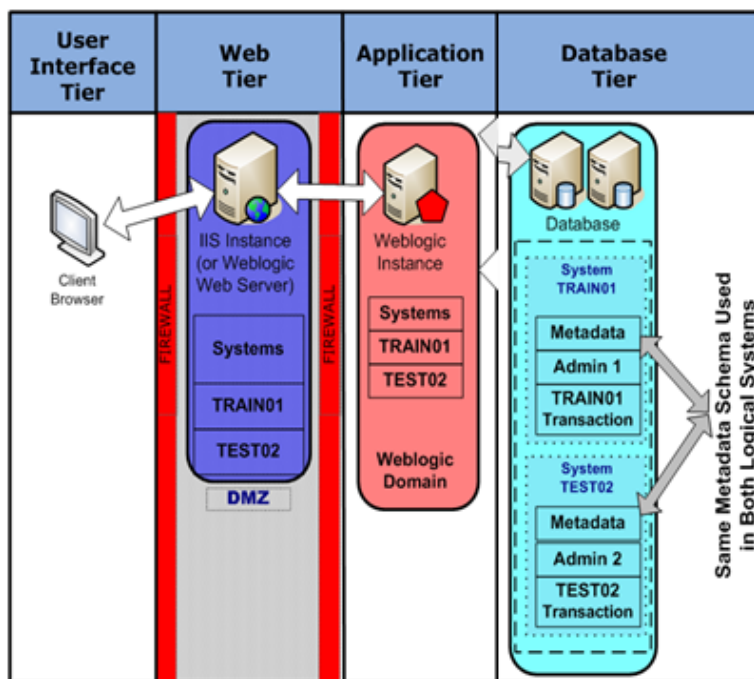 User
Interface
Tier
Web
Tier
Application
Tier
Database
Tier
Client
Browser
FIREWALL
IIS Instance
(or Weblogic
Web Server)
Systems
TRAIN01
TEST02
DMZ
FIREWALL
Weblogic
Instance
Systems
TRAIN01
TEST02
Weblogic
Domain
Database
System
TRAIN01
Metadata
Admin 1
TRAIN01
Transaction
System
TEST02
Metadata
Admin 2
TEST02
Transaction
Same Metadata Schema Used
in Both Logical Systems